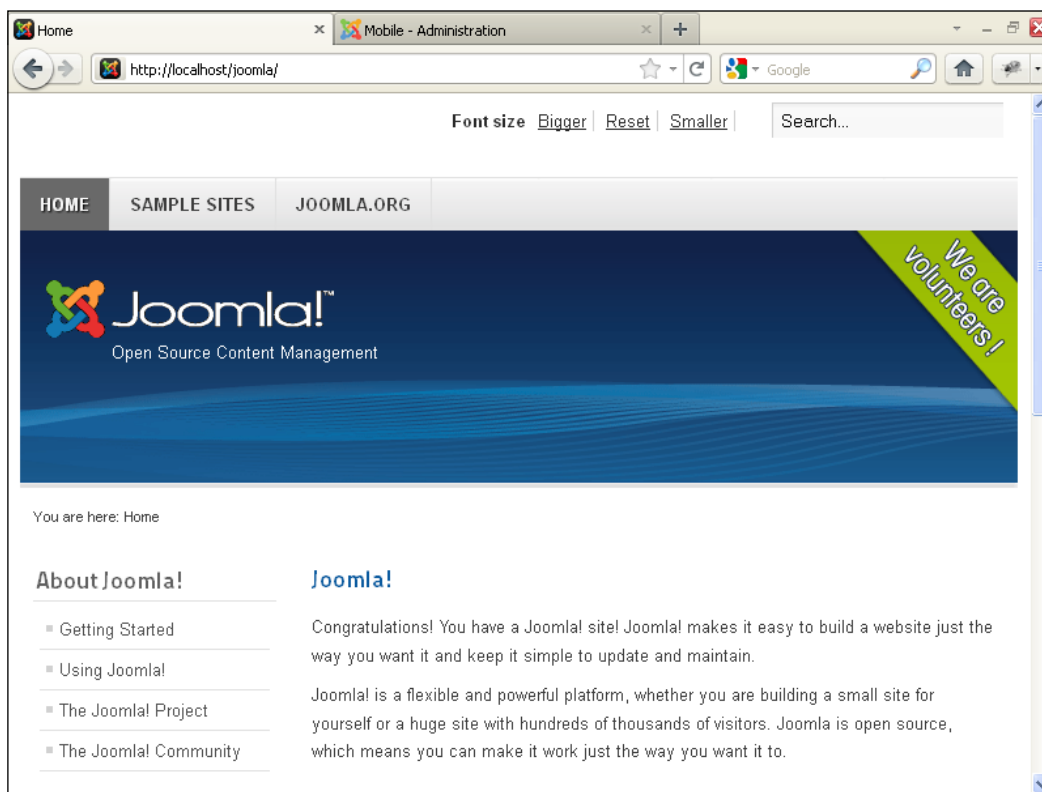 Home
Mobile - Administration
http://localhost/joomla/
Google
Font size Bigger Reset Smaller
Search...
HOME SAMPLE SITES JOOMLA.ORG
We are
volunteers!
Joomla!™
Open Source Content Management
You are here: Home
About Joomla!
Getting Started
Using Joomla!
The Joomla! Project
The Joomla! Community
Joomla!
Congratulations! You have a Joomla! site! Joomla! makes it easy to build a website just the
way you want it and keep it simple to update and maintain.
Joomla! is a flexible and powerful platform, whether you are building a small site for
yourself or a huge site with hundreds of thousands of visitors. Joomla is open source,
which means you can make it work just the way you want it to.